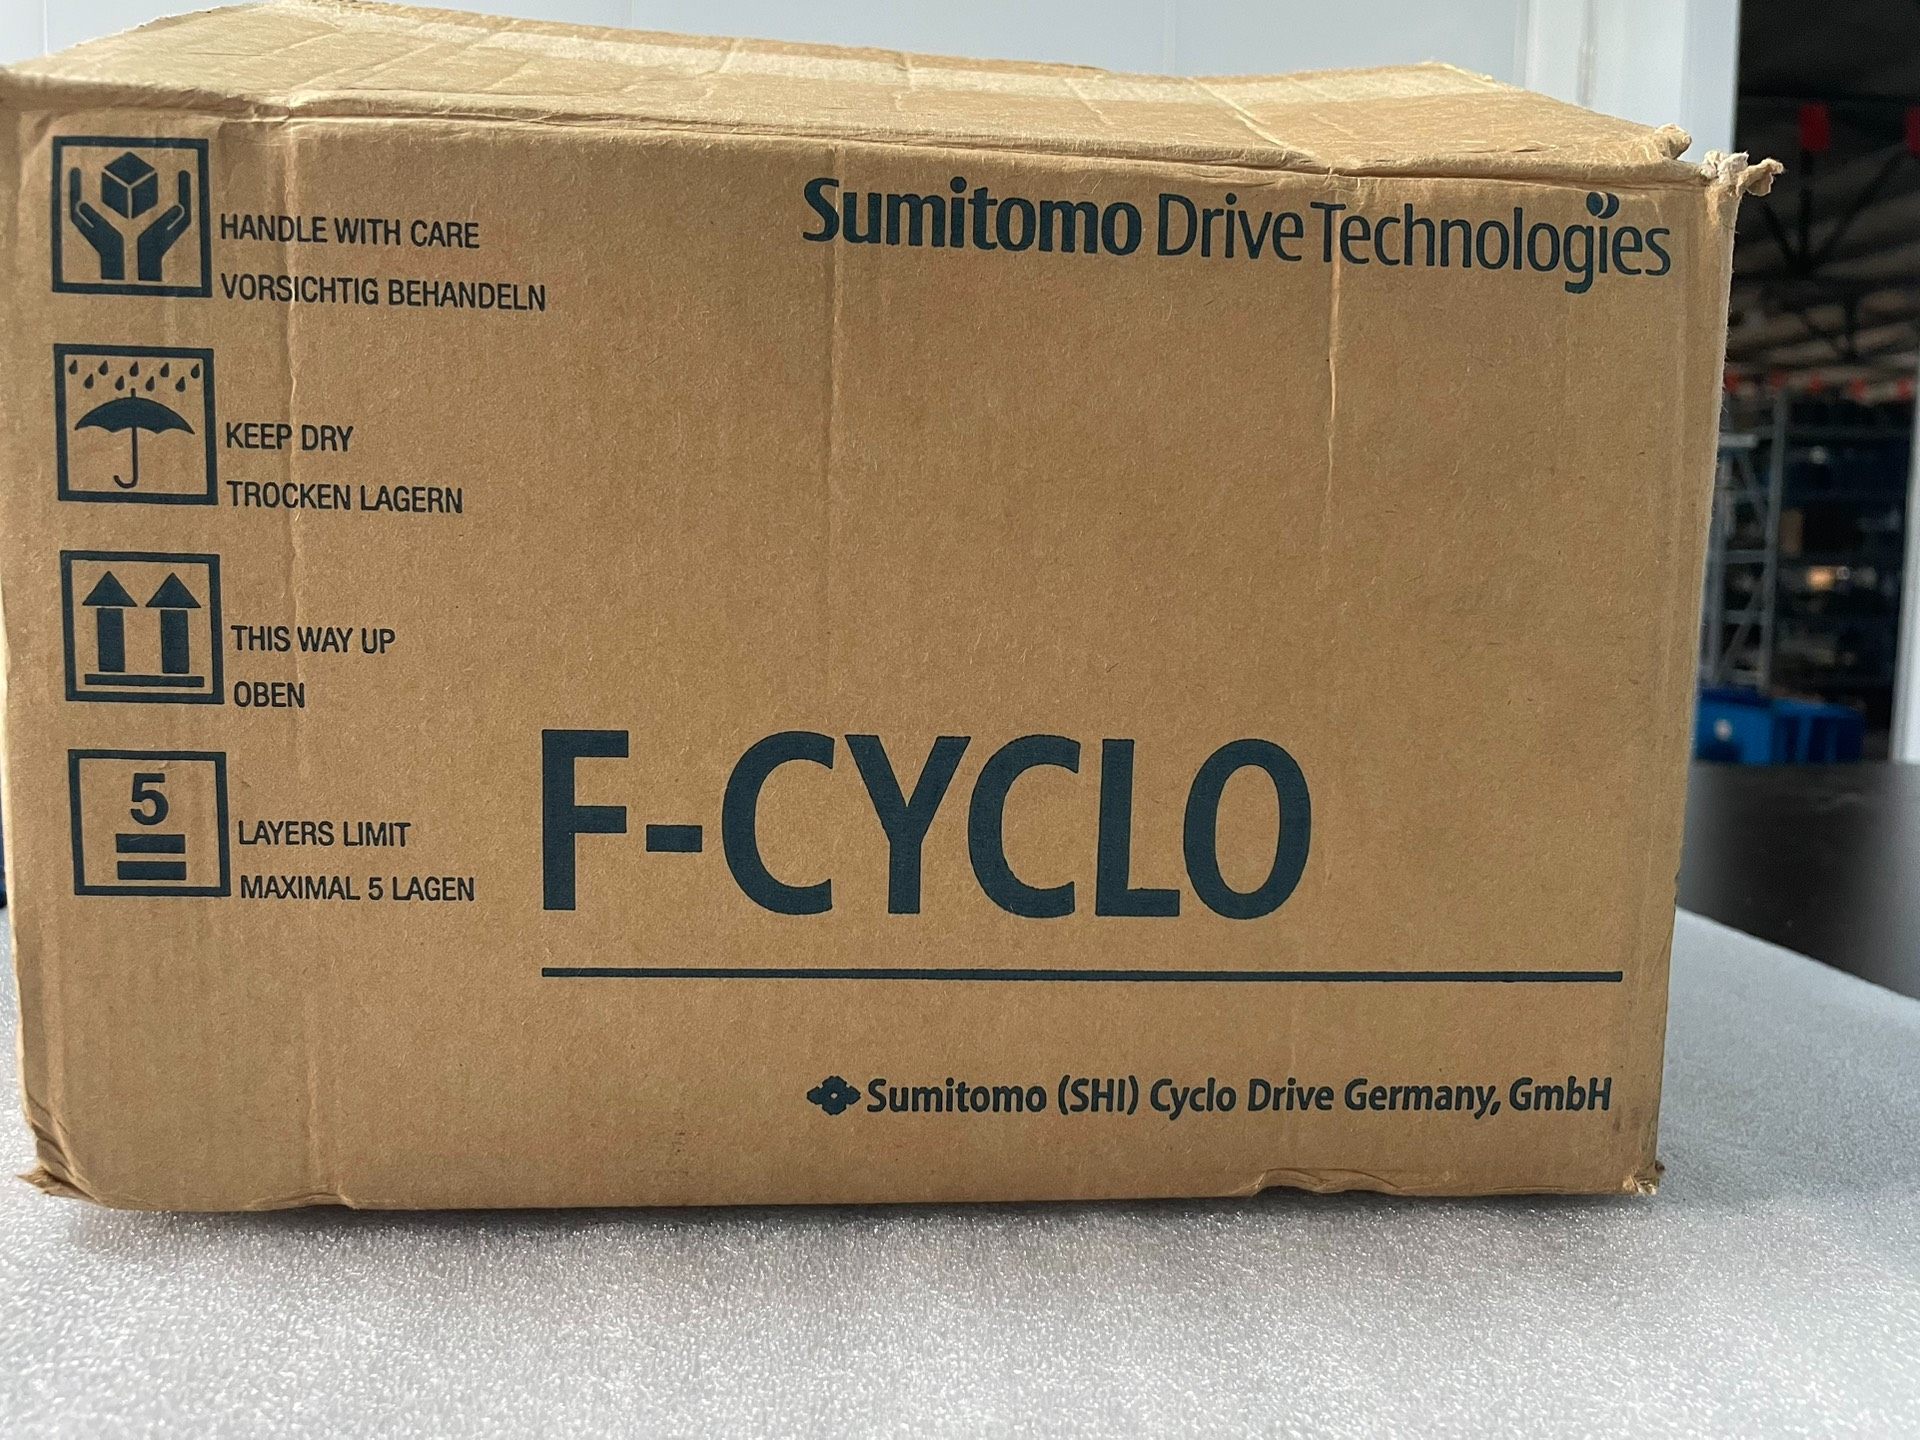 Sumitomo Drive Technologies
HANDLE WITH CARE
VORSICHTIG BEHANDELN
KEEP DRY
TROCKEN LAGERN
THIS WAY UP
OBEN
5
LAYERS LIMIT
MAXIMAL 5 LAGEN
F-CYCLO
Sumitomo (SHI) Cyclo Drive Germany, GmbH